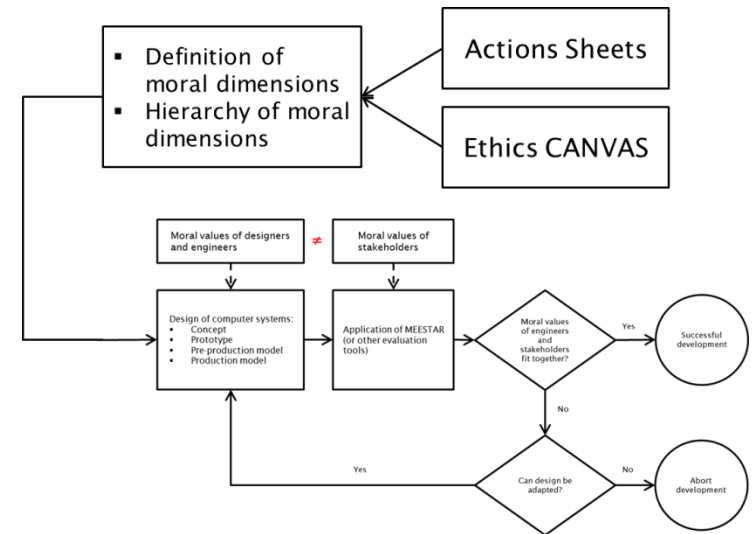 ▪ Definition of
moral dimensions
▪ Hierarchy of moral
dimensions
Actions Sheets
Ethics CANVAS
Moral values of designers
and engineers
≠
Moral values of
stakeholders
Design of computer systems:
▪ Concept
▪ Prototype
▪ Pre-production model
▪ Production model
Application of MEESTAR
(or other evaluation
tools)
Moral values
of engineers
and
stakeholders
fit together?
Yes
Successful
development
No
Can design be
adapted?
Yes
No
Abort
development